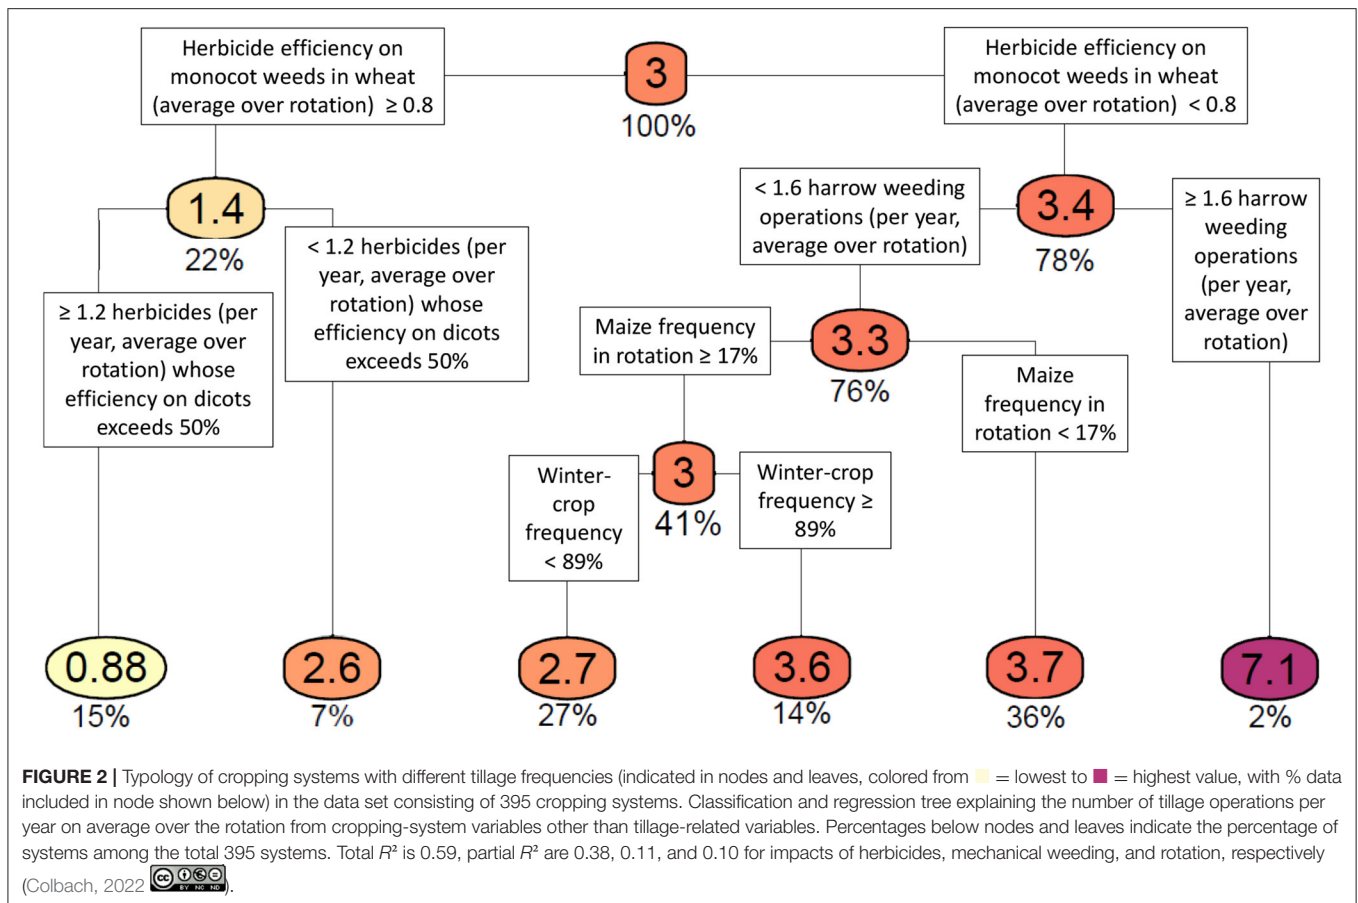 Herbicide efficiency on
monocot weeds in wheat
(average over rotation) ≥ 0.8
3
100%
Herbicide efficiency on
monocot weeds in wheat
(average over rotation) < 0.8
1.4
22%
< 1.6 harrow weeding
operations (per year,
average over rotation)
3.4
78%
≥ 1.6 harrow
weeding
operations
(per year,
average over
rotation)
≥ 1.2 herbicides (per
year, average over
rotation) whose
efficiency on dicots
exceeds 50%
< 1.2 herbicides (per
year, average over
rotation) whose
efficiency on dicots
exceeds 50%
Maize frequency
in rotation ≥ 17%
3.3
76%
Maize
frequency in
rotation < 17%
Winter-
crop
frequency
< 89%
3
41%
Winter-crop
frequency ≥
89%
0.88
15%
2.6
7%
2.7
27%
3.6
14%
3.7
36%
7.1
2%
FIGURE 2 | Typology of cropping systems with different tillage frequencies (indicated in nodes and leaves, colored from = lowest to = highest value, with % data
included in node shown below) in the data set consisting of 395 cropping systems. Classification and regression tree explaining the number of tillage operations per
year on average over the rotation from cropping-system variables other than tillage-related variables. Percentages below nodes and leaves indicate the percentage of
systems among the total 395 systems. Total R² is 0.59, partial R² are 0.38, 0.11, and 0.10 for impacts of herbicides, mechanical weeding, and rotation, respectively
(Colbach, 2022 cc BY NC ND).